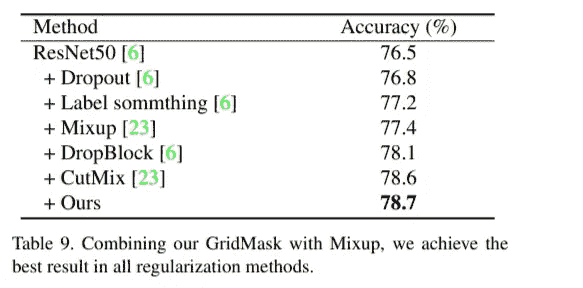 Method Accuracy (%)
ResNet50 [6] 76.5
+ Dropout [6] 76.8
+ Label sommthing [6] 77.2
+ Mixup [23] 77.4
+ DropBlock [6] 78.1
+ CutMix [23] 78.6
+ Ours 78.7
Table 9. Combining our GridMask with Mixup, we achieve the
best result in all regularization methods.